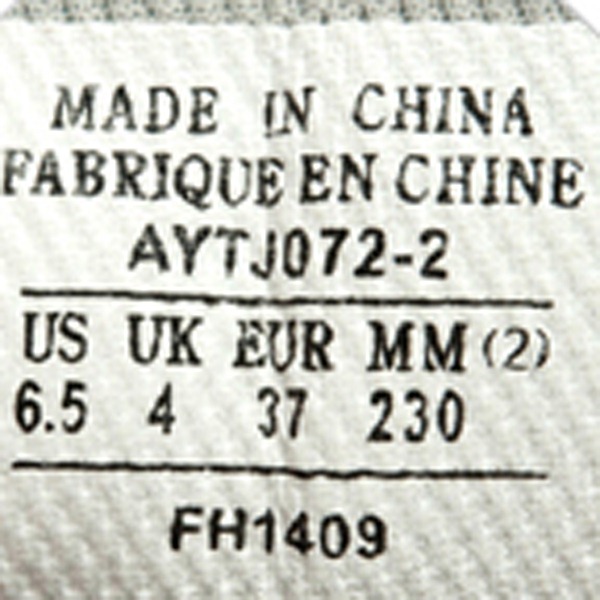 MADE IN CHINA
FABRIQUE EN CHINE
AYTJ072-2
US UK EUR MM (2)
6.5 4 37 230
FH1409